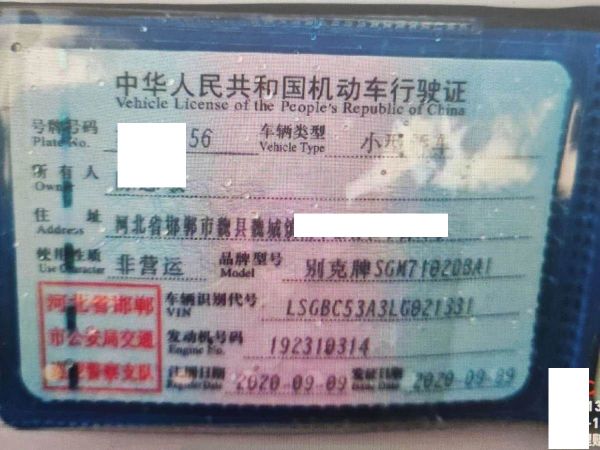 中华人民共和国机动车行驶证
Vehicle License of the People's Republic of China
号牌号码 56 车辆类型 小型轿车
Plate No. Vehicle Type
所有人
Owner
住址 河北省邯郸市魏县魏城镇
Address
使用性质 非营运 品牌型号 别克牌SGM7102DBA1
Use Character Model
河北省邯郸 车辆识别代号 LSGBC53A3LG021331
VIN
市公安局交通 发动机号码 192310314
Engine No.
警察支队 注册日期 2020-09-09 发证日期 2020-09-09
Register Date Issue Date